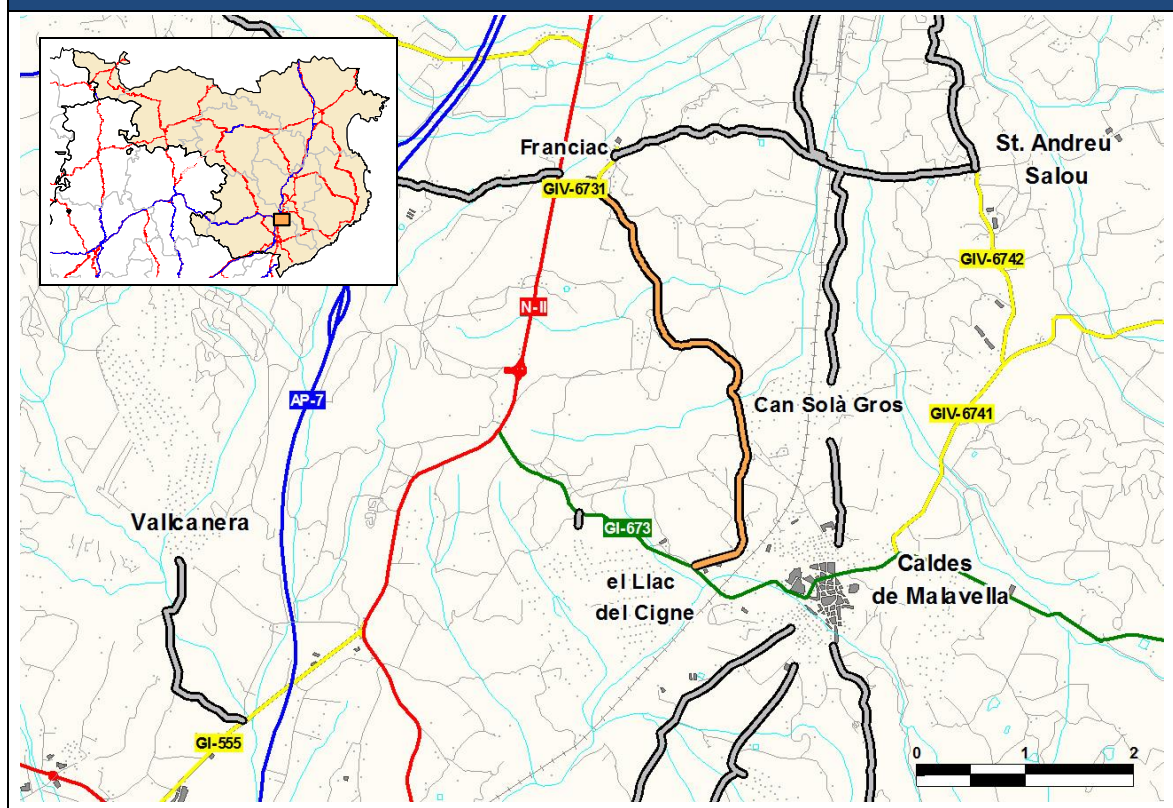 Franciac
GIV-6731
St. Andreu
Salou
GIV-6742
N-II
AP-7
Can Solà Gros
GIV-6741
Vallcanera
GI-673
el Llac
del Cigne
Caldes
de Malavella
GI-555
0 1 2